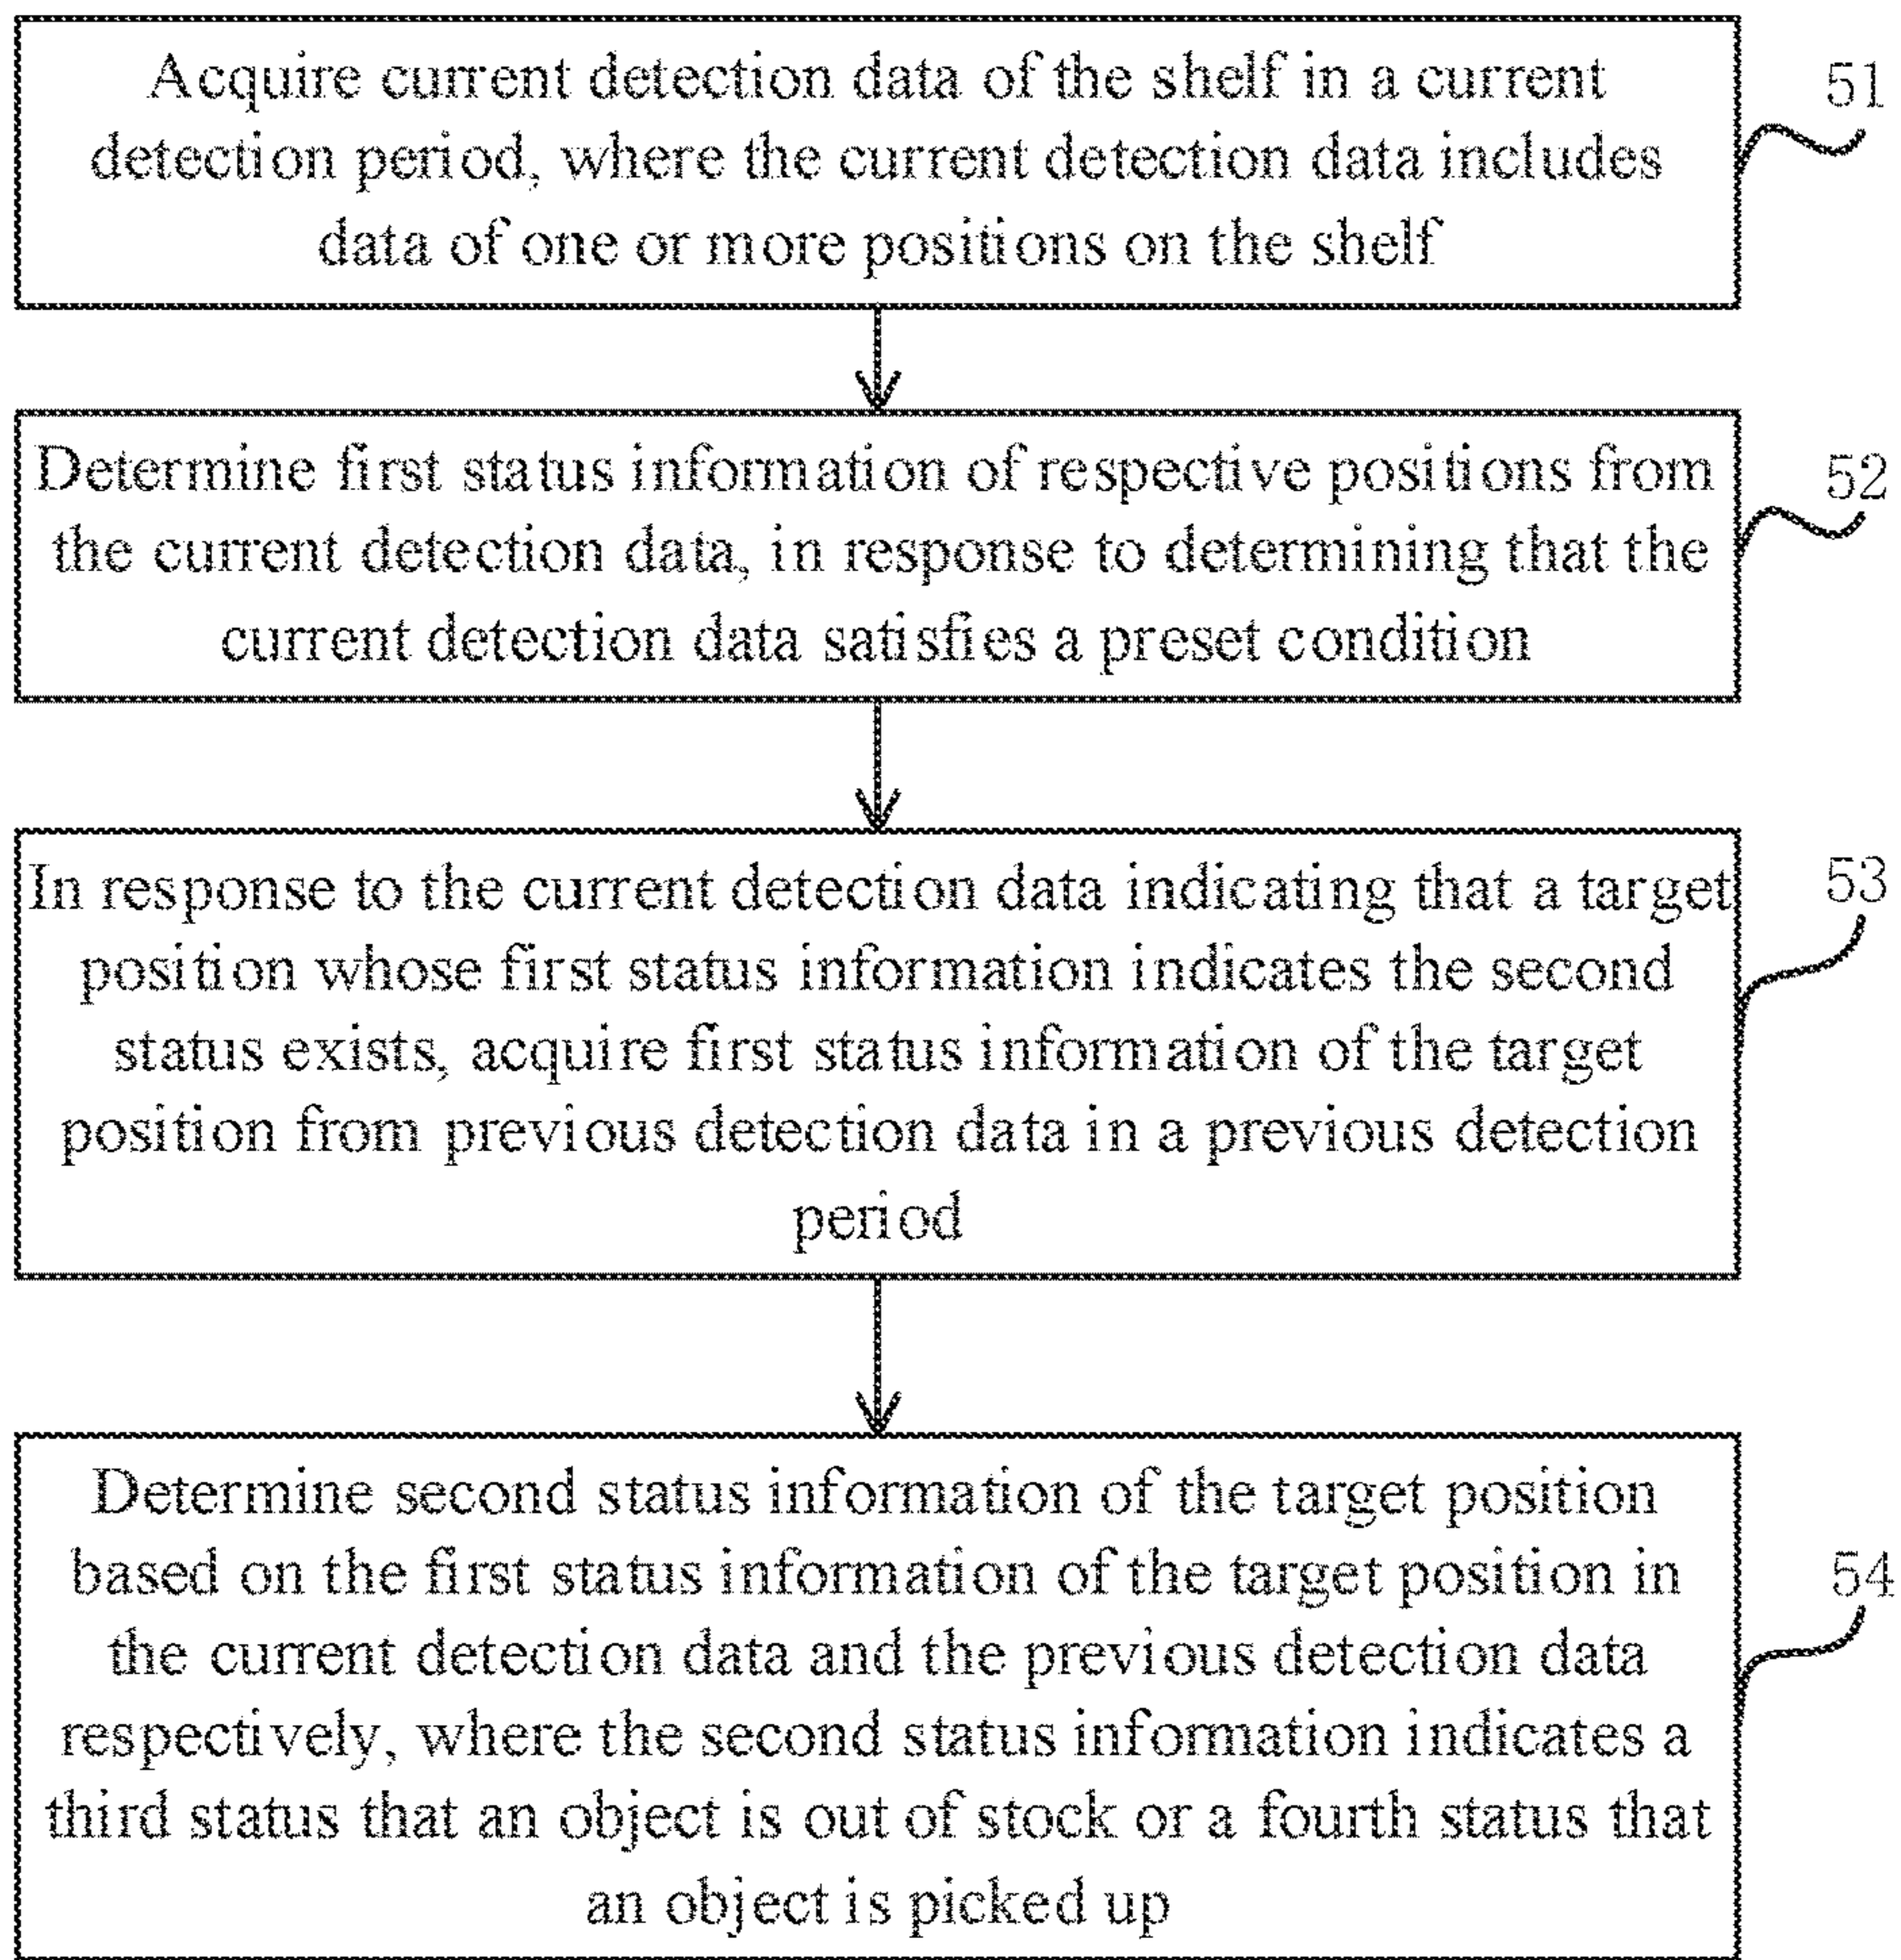 Acquire current detection data of the shelf in a current
detection period, where the current detection data includes
data of one or more positions on the shelf
51
Determine first status information of respective positions from
the current detection data, in response to determining that the
current detection data satisfies a preset condition
52
In response to the current detection data indicating that a target
position whose first status information indicates the second
status exists, acquire first status information of the target
position from previous detection data in a previous detection
period
53
Determine second status information of the target position
based on the first status information of the target position in
the current detection data and the previous detection data
respectively, where the second status information indicates a
third status that an object is out of stock or a fourth status that
an object is picked up
54